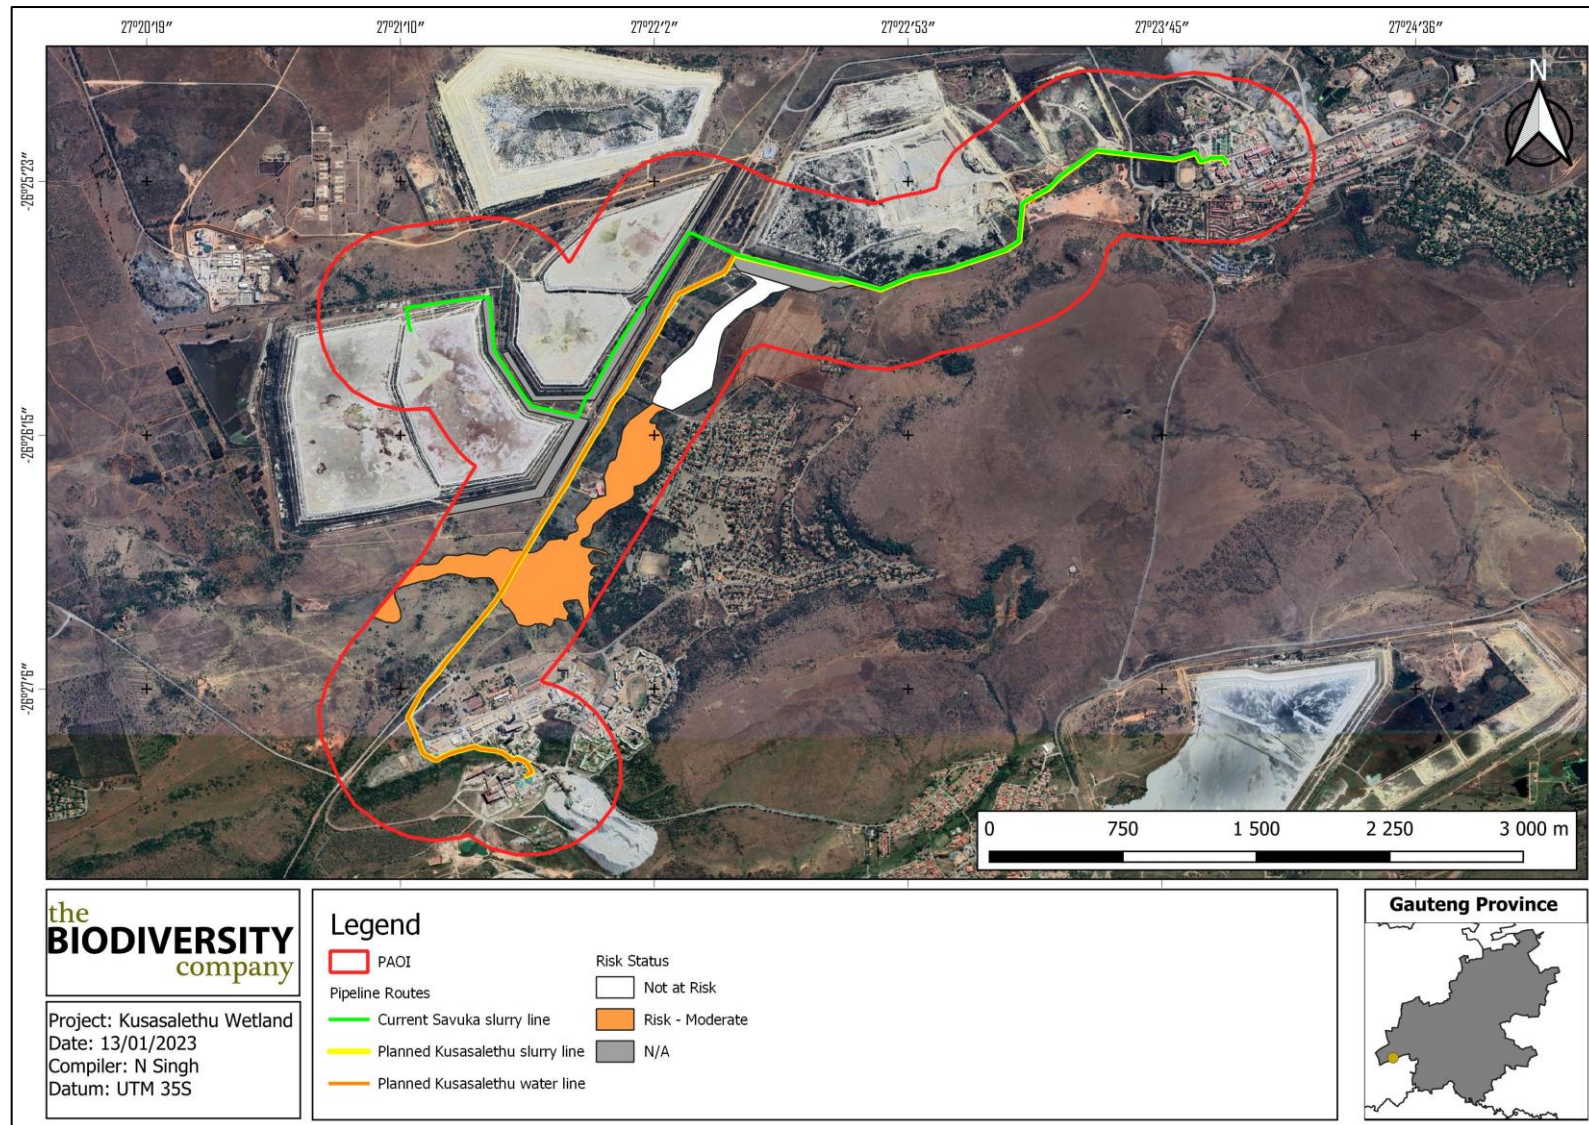 27°20′19″ 27°21′10″ 27°22′2″ 27°22′53″ 27°23′45″ 27°24′36″
N
-26°25′23″
-26°26′15″
-26°27′6″
0 750 1 500 2 250 3 000 m
the
BIODIVERSITY
company
Project: Kusasalethu Wetland
Date: 13/01/2023
Compiler: N Singh
Datum: UTM 35S
Legend
PAOI
Pipeline Routes
Current Savuka slurry line
Planned Kusasalethu slurry line
Planned Kusasalethu water line
Risk Status
Not at Risk
Risk - Moderate
N/A
Gauteng Province